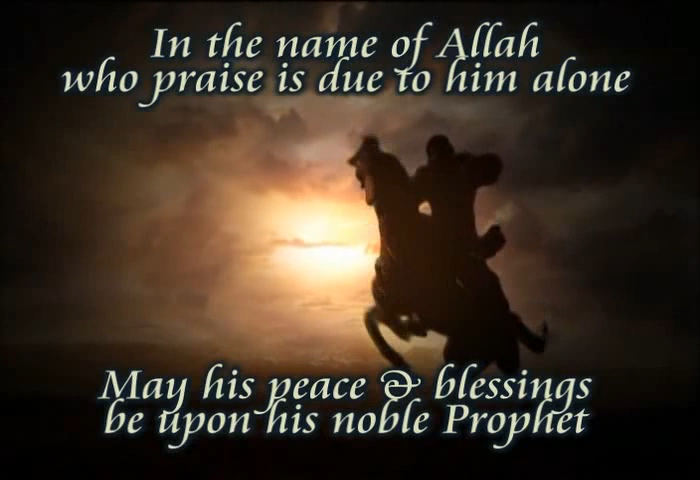 In the name of Allah
who praise is due to him alone
May his peace & blessings
be upon his noble Prophet